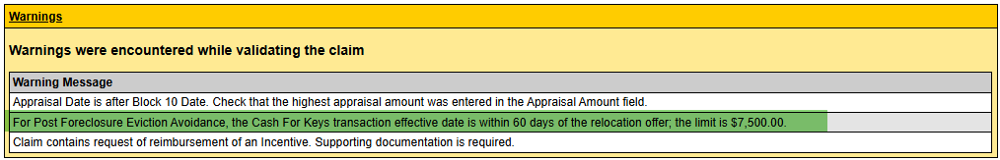 Warnings
Warnings were encountered while validating the claim
Warning Message
Appraisal Date is after Block 10 Date. Check that the highest appraisal amount was entered in the Appraisal Amount field.
For Post Foreclosure Eviction Avoidance, the Cash For Keys transaction effective date is within 60 days of the relocation offer; the limit is $7,500.00.
Claim contains request of reimbursement of an Incentive. Supporting documentation is required.